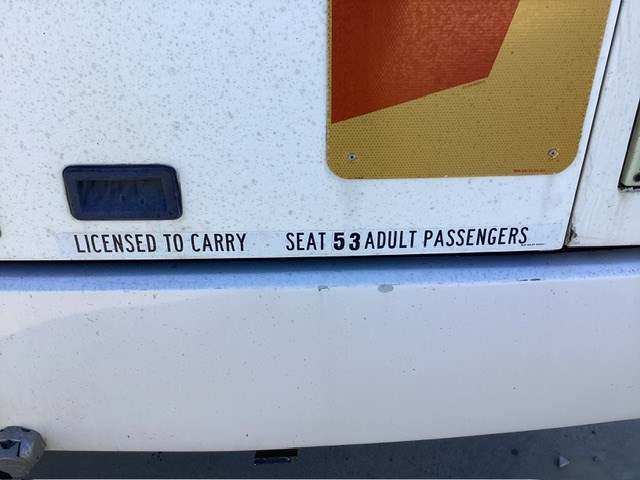 LICENSED TO CARRY SEAT 53 ADULT PASSENGERS